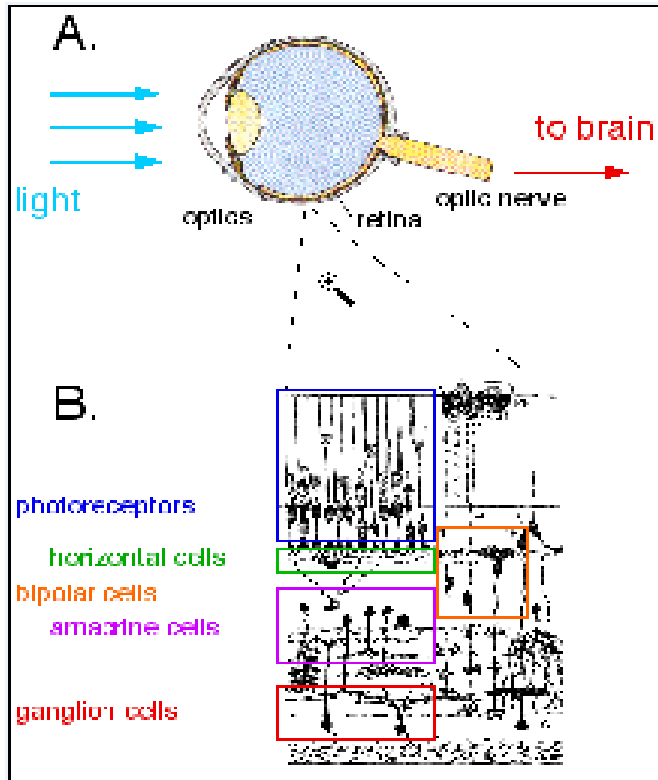 A.
to brain
light
optics
retina
optic nerve
B.
photoreceptors
horizontal cells
bipolar cells
amacrine cells
ganglion cells